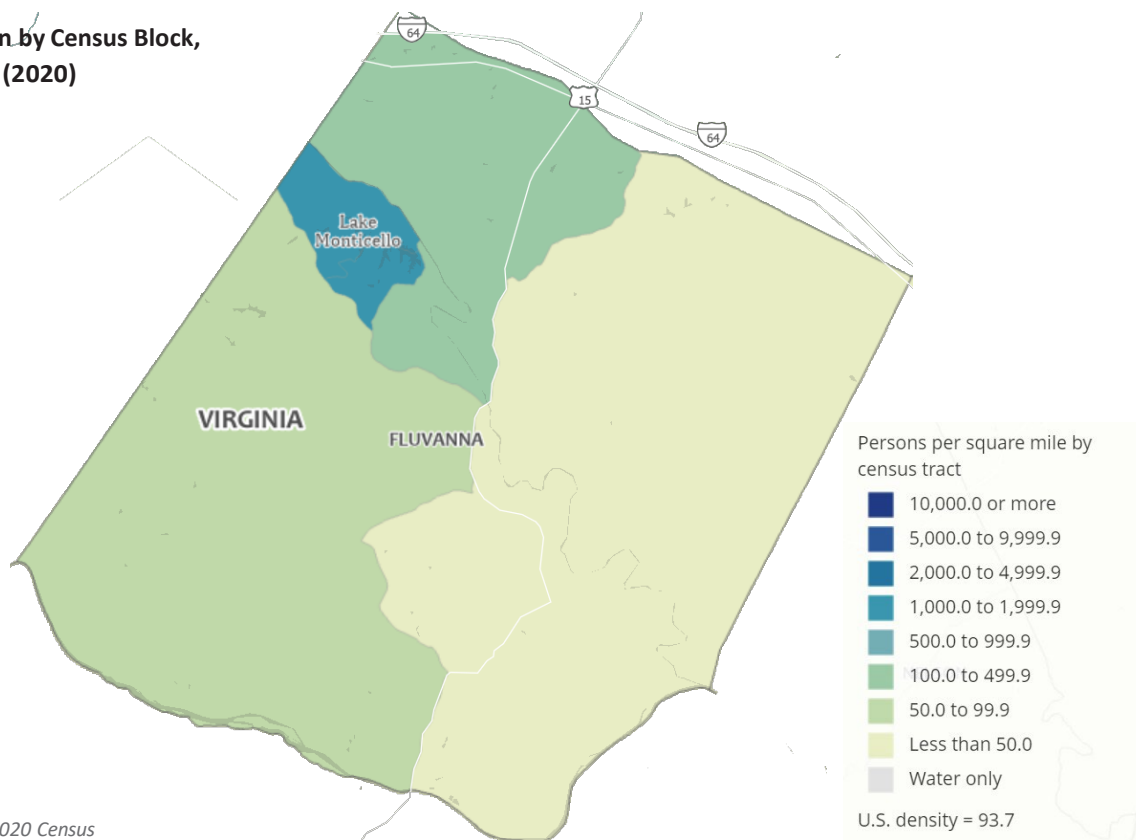 n by Census Block,
(2020)
64
15
64
Lake
Monticello
VIRGINIA
FLUVANNA
Persons per square mile by
census tract
10,000.0 or more
5,000.0 to 9,999.9
2,000.0 to 4,999.9
1,000.0 to 1,999.9
500.0 to 999.9
100.0 to 499.9
50.0 to 99.9
Less than 50.0
Water only
U.S. density = 93.7
020 Census